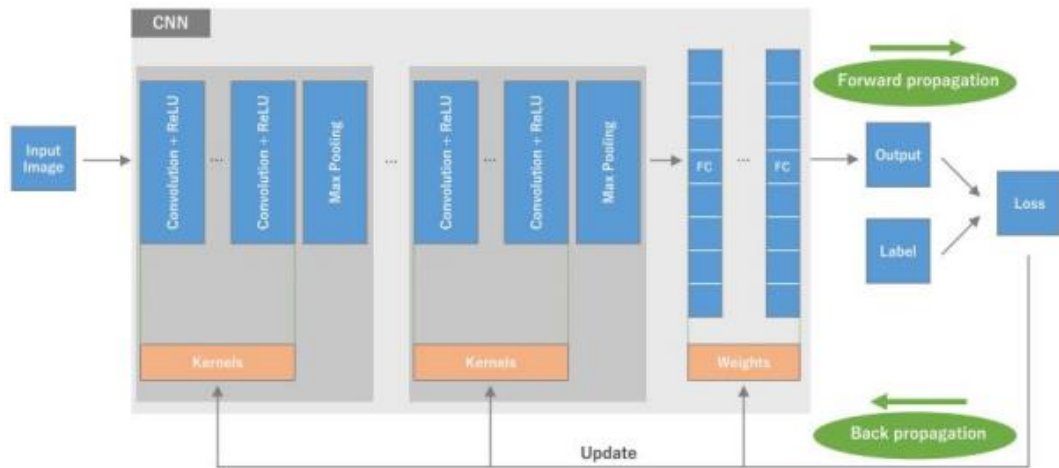 CNN
Forward propagation
Input
Image
Convolution + ReLU
...
Convolution + ReLU
Max Pooling
...
Convolution + ReLU
...
Convolution + ReLU
Max Pooling
FC
...
FC
Output
Label
Loss
Kernels
Kernels
Weights
Back propagation
Update